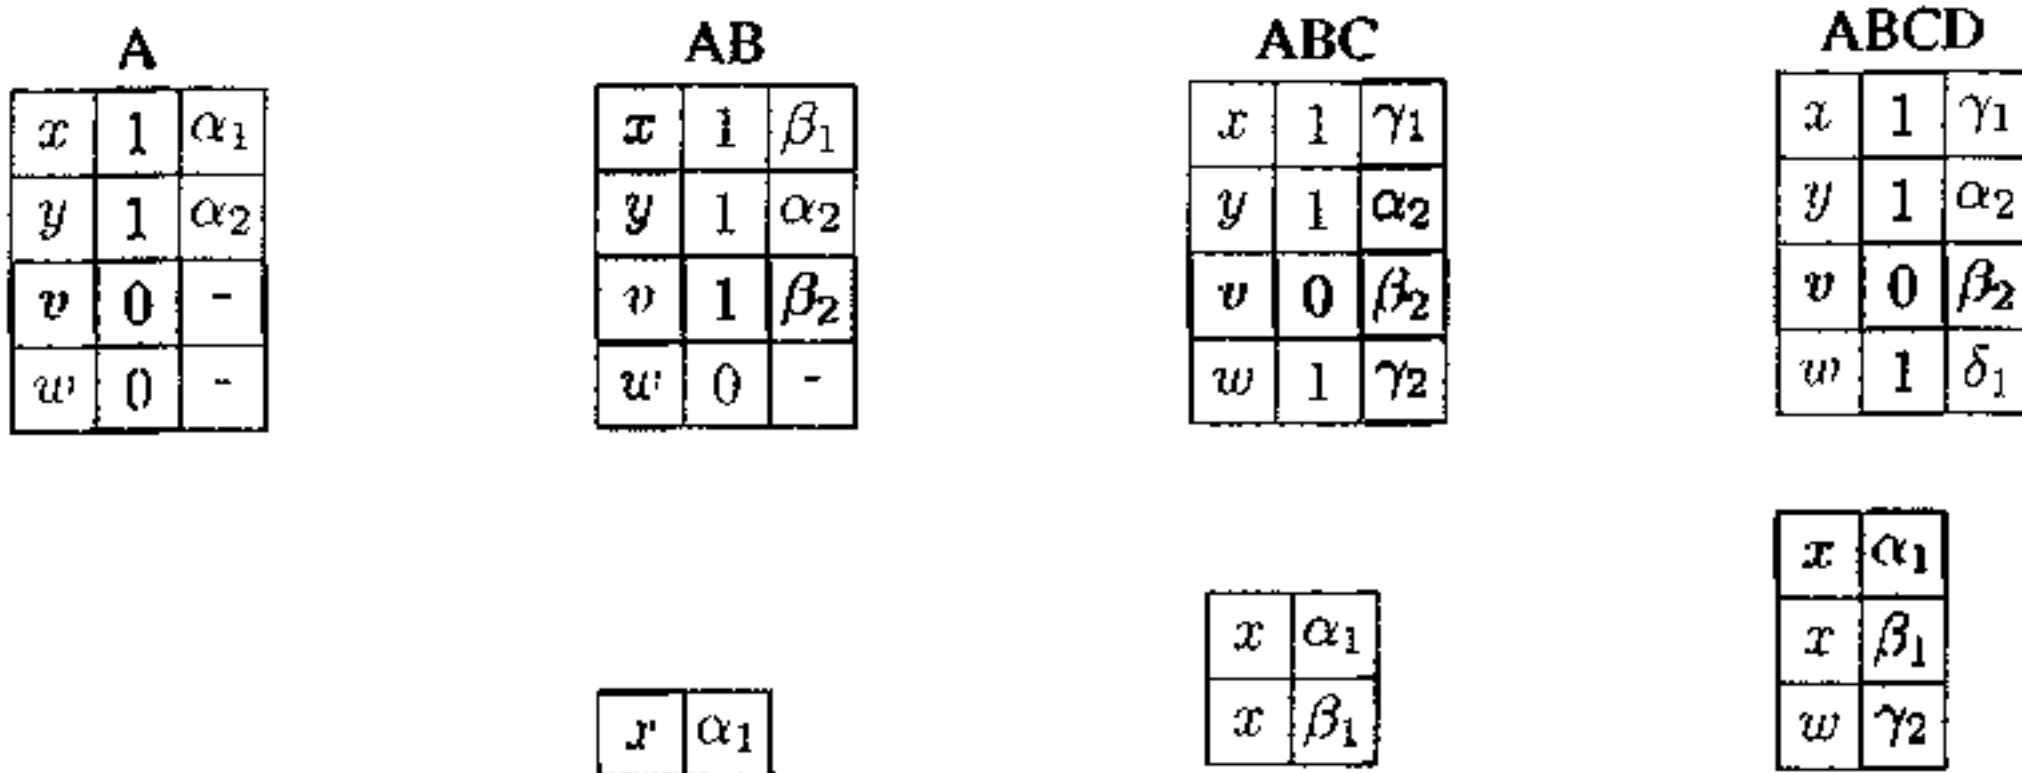 A AB ABC ABCD
x 1 α₁ x 1 β₁ x 1 γ₁ x 1 γ₁
y 1 α₂ y 1 α₂ y 1 α₂ y 1 α₂
v 0 - v 1 β₂ v 0 β₂ v 0 β₂
w 0 - w 0 - w 1 γ₂ w 1 δ₁
x α₁
x α₁
x β₁
x β₁
x α₁ w γ₂